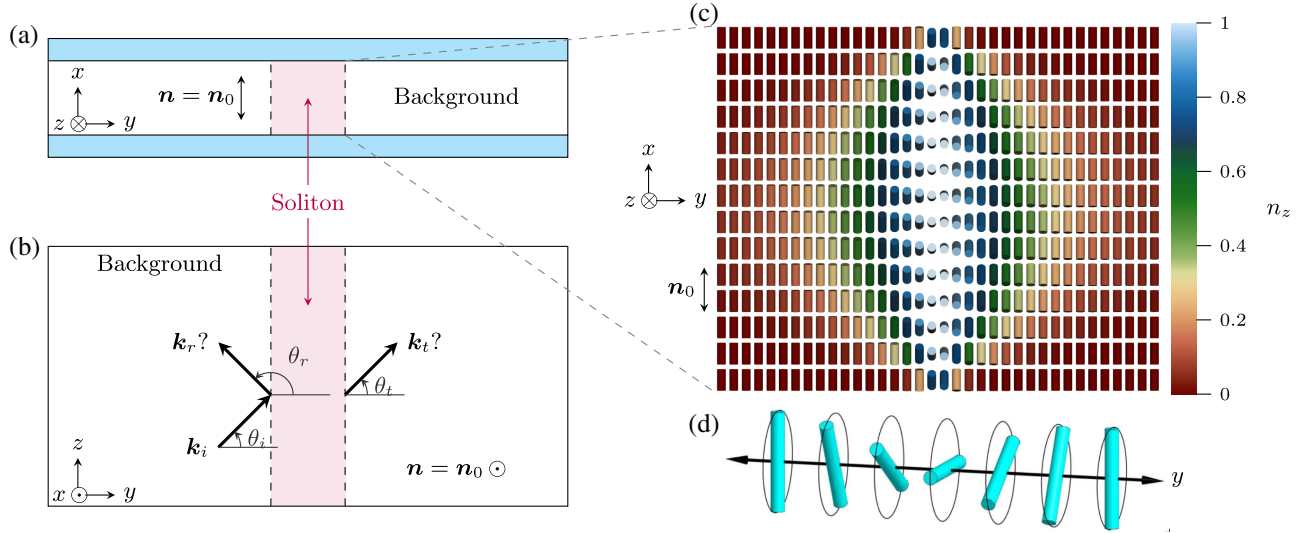 (a)
x
z ⊗ y
n = n₀
Background
Soliton
(b)
Background
kᵣ?
θᵣ
kₜ?
θₜ
kᵢ
θᵢ
z
x ⊙ y
n = n₀ ⊙
(c)
x
z ⊗ y
n₀
1
0.8
0.6
0.4
0.2
0
n_z
(d)
y